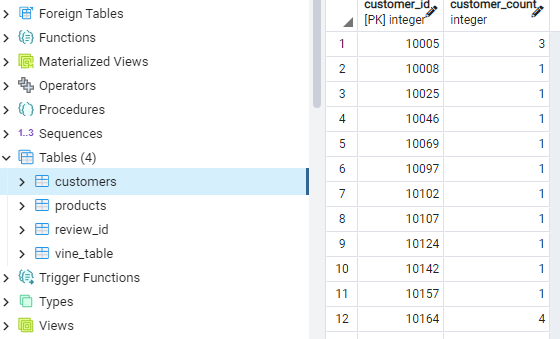 Foreign Tables
Functions
Materialized Views
Operators
Procedures
1..3 Sequences
Tables (4)
customers
products
review_id
vine_table
Trigger Functions
Types
Views
customer_id customer_count
[PK] integer integer
1 10005 3
2 10008 1
3 10025 1
4 10046 1
5 10069 1
6 10097 1
7 10102 1
8 10107 1
9 10124 1
10 10142 1
11 10157 1
12 10164 4